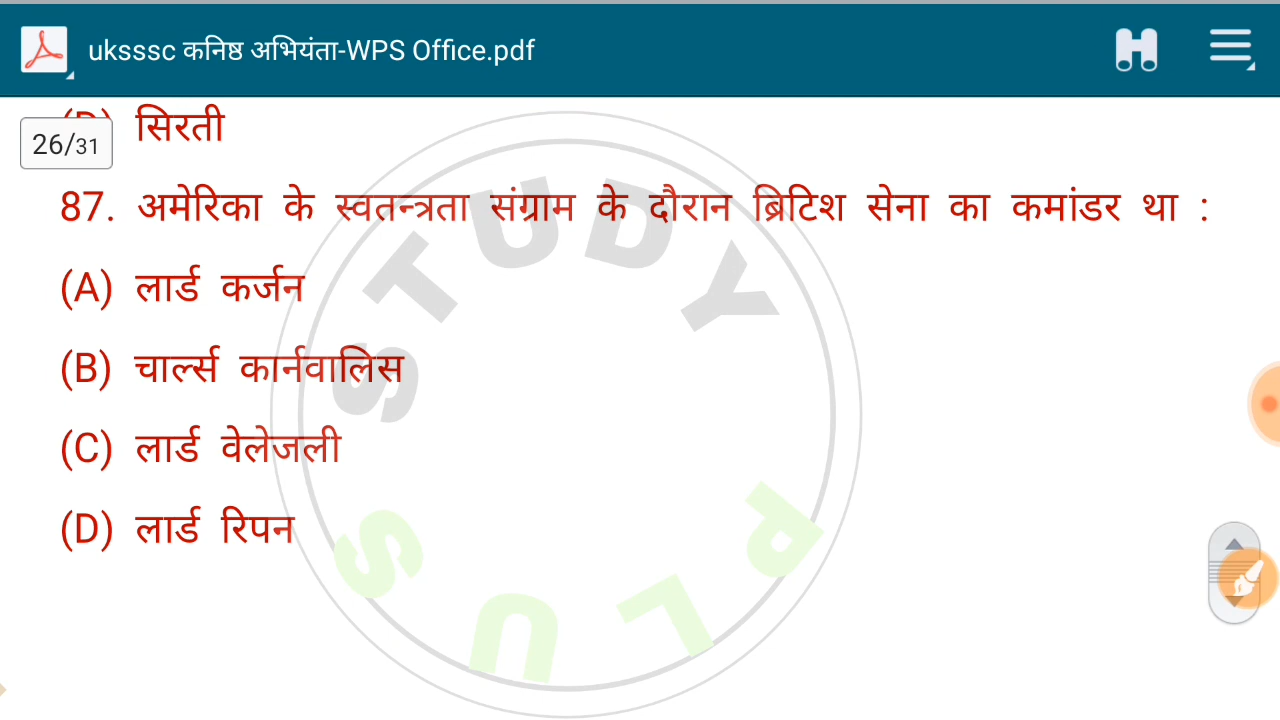 uksssc कनिष्ठ अभियंता-WPS Office.pdf
(D) सिरती
26/31
87. अमेरिका के स्वतन्त्रता संग्राम के दौरान ब्रिटिश सेना का कमांडर था :
(A) लार्ड कर्जन
(B) चार्ल्स कार्नवालिस
(C) लार्ड वेलेजली
(D) लार्ड रिपन
STUDY
PLUS